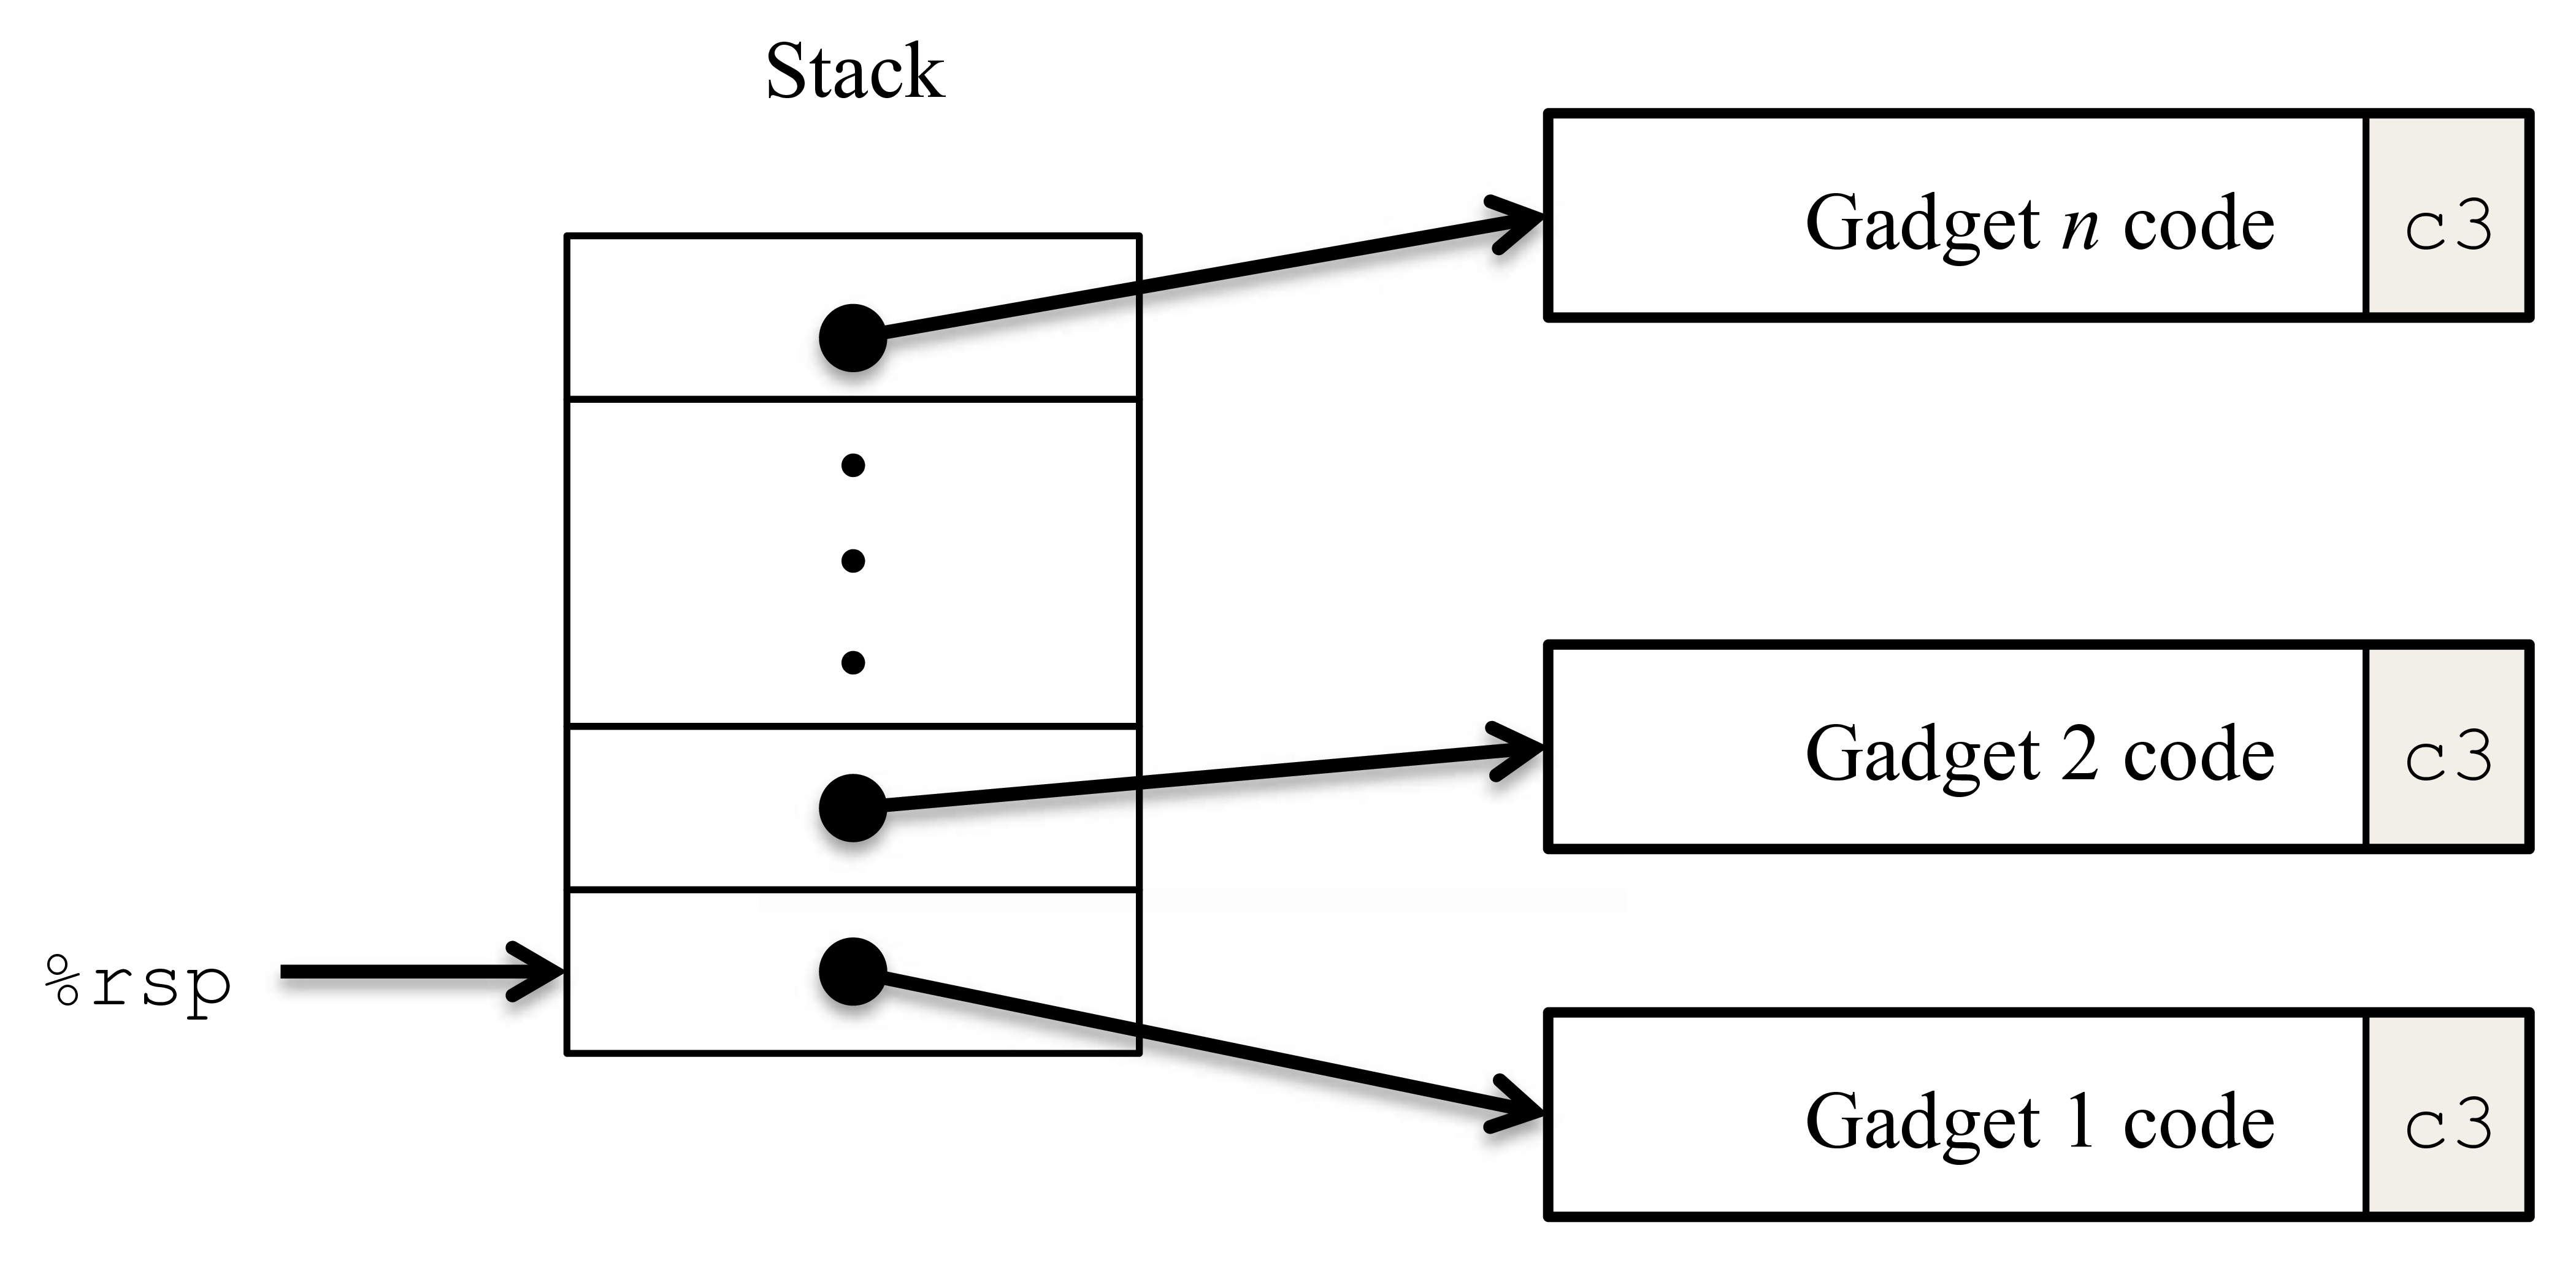 Stack
Gadget n code c3
Gadget 2 code c3
%rsp
Gadget 1 code c3